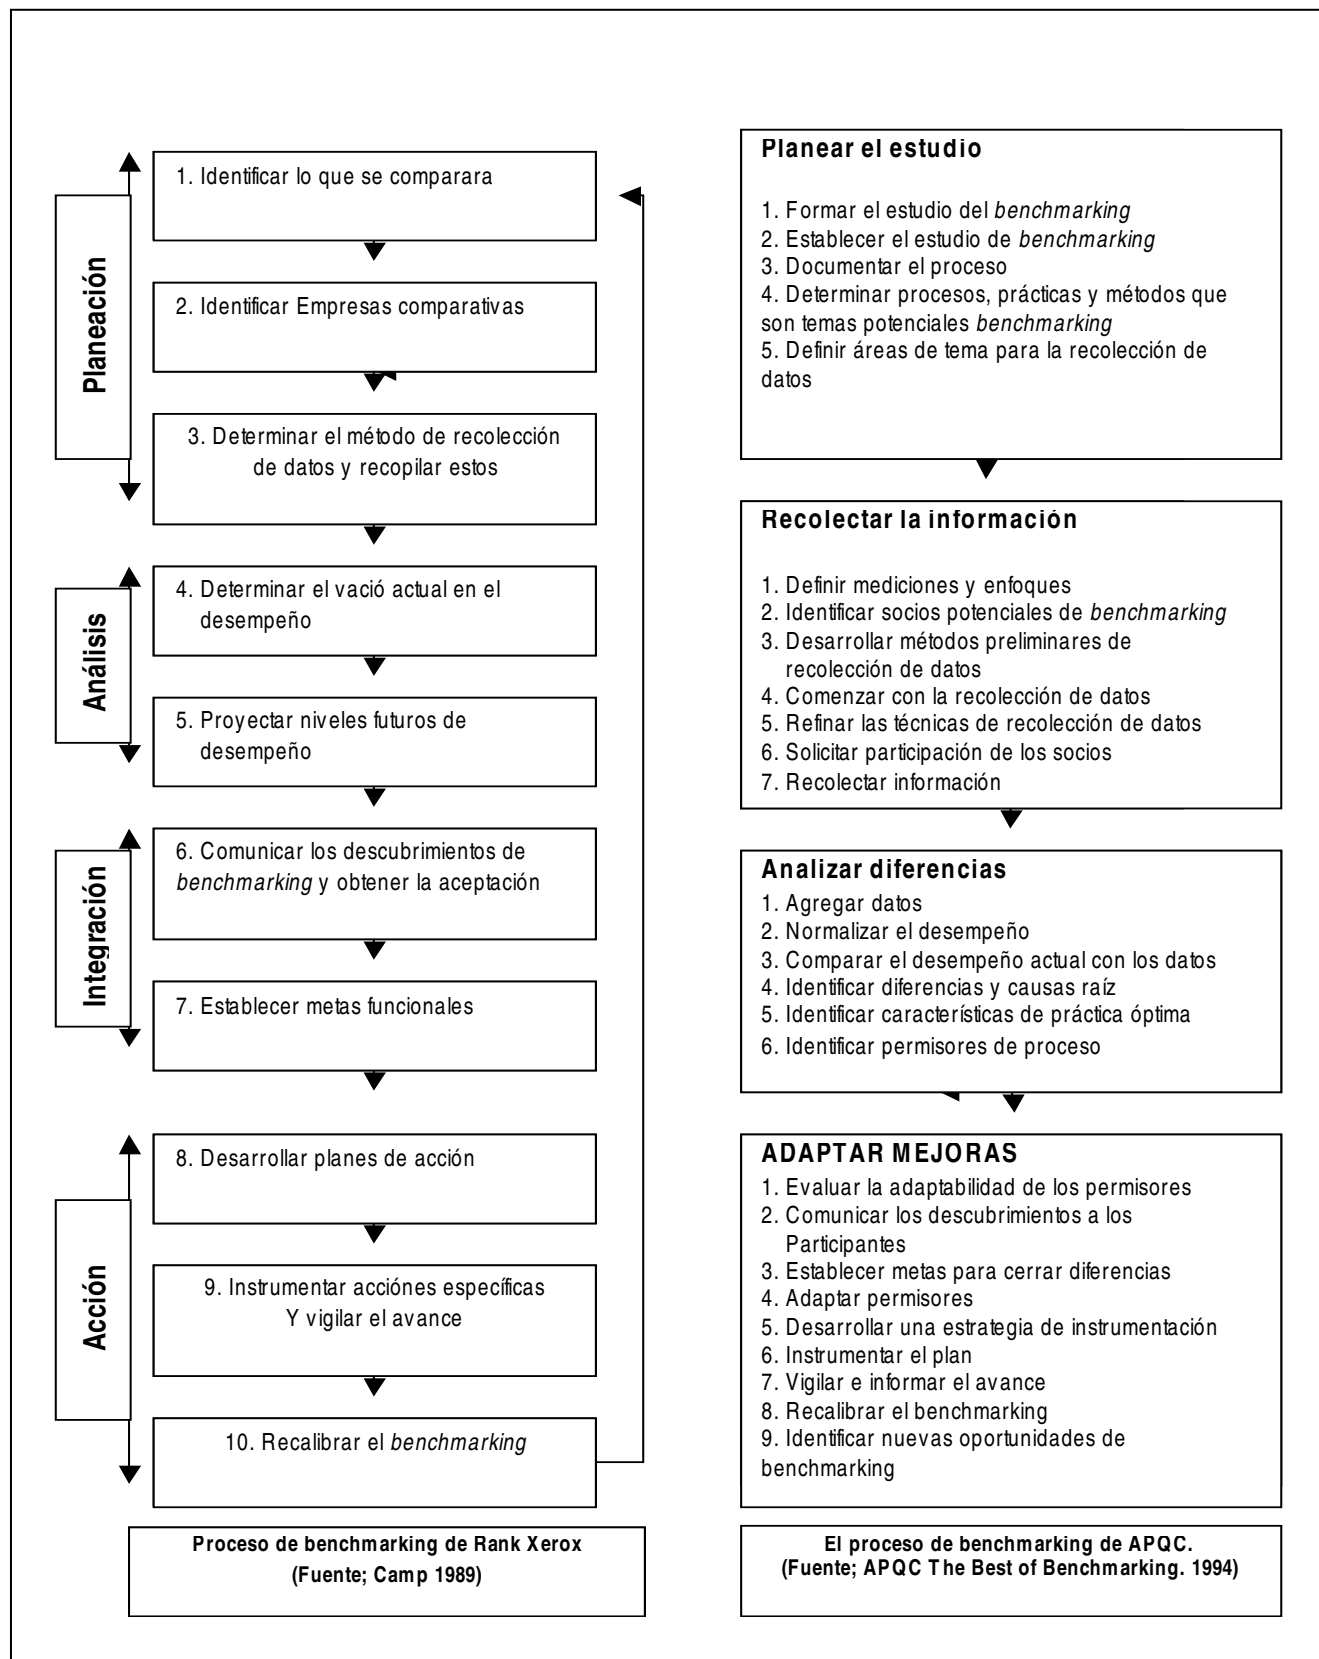 Planeación
1. Identificar lo que se comparara
2. Identificar Empresas comparativas
3. Determinar el método de recolección
de datos y recopilar estos
Análisis
4. Determinar el vació actual en el
desempeño
5. Proyectar niveles futuros de
desempeño
Integración
6. Comunicar los descubrimientos de
benchmarking y obtener la aceptación
7. Establecer metas funcionales
Acción
8. Desarrollar planes de acción
9. Instrumentar acciónes específicas
Y vigilar el avance
10. Recalibrar el benchmarking
Proceso de benchmarking de Rank Xerox
(Fuente; Camp 1989)
Planear el estudio
1. Formar el estudio del benchmarking
2. Establecer el estudio de benchmarking
3. Documentar el proceso
4. Determinar procesos, prácticas y métodos que
son temas potenciales benchmarking
5. Definir áreas de tema para la recolección de
datos
Recolectar la información
1. Definir mediciones y enfoques
2. Identificar socios potenciales de benchmarking
3. Desarrollar métodos preliminares de
recolección de datos
4. Comenzar con la recolección de datos
5. Refinar las técnicas de recolección de datos
6. Solicitar participación de los socios
7. Recolectar información
Analizar diferencias
1. Agregar datos
2. Normalizar el desempeño
3. Comparar el desempeño actual con los datos
4. Identificar diferencias y causas raíz
5. Identificar características de práctica óptima
6. Identificar permisores de proceso
ADAPTAR MEJORAS
1. Evaluar la adaptabilidad de los permisores
2. Comunicar los descubrimientos a los
Participantes
3. Establecer metas para cerrar diferencias
4. Adaptar permisores
5. Desarrollar una estrategia de instrumentación
6. Instrumentar el plan
7. Vigilar e informar el avance
8. Recalibrar el benchmarking
9. Identificar nuevas oportunidades de
benchmarking
El proceso de benchmarking de APQC.
(Fuente; APQC The Best of Benchmarking. 1994)